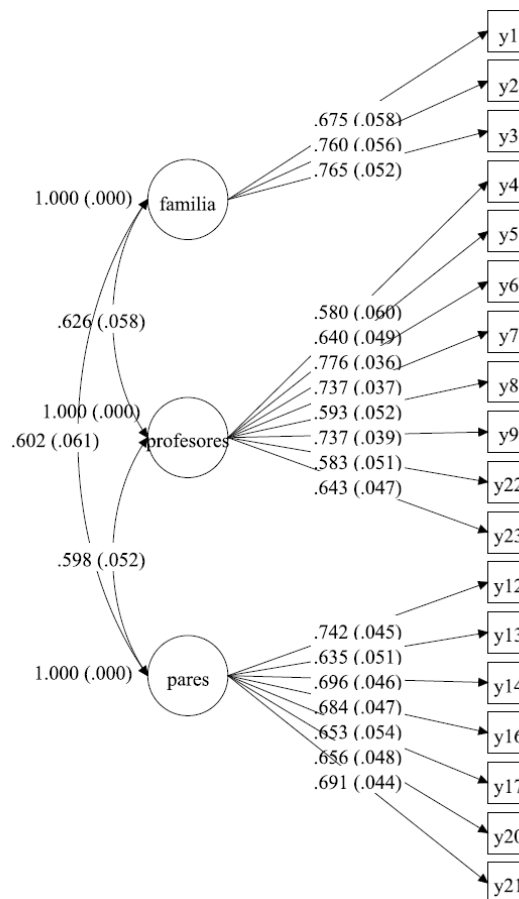 y1
y2
.675 (.058)
.760 (.056)
y3
.765 (.052)
y4
1.000 (.000)
familia
y5
y6
.580 (.060)
.626 (.058)
.640 (.049)
y7
.776 (.036)
.737 (.037)
y8
.593 (.052)
1.000 (.000)
.602 (.061)
profesores
.737 (.039)
y9
.583 (.051)
y22
.643 (.047)
y23
.598 (.052)
y12
.742 (.045)
y13
.635 (.051)
1.000 (.000)
pares
.696 (.046)
y14
.684 (.047)
y16
.653 (.054)
.656 (.048)
y17
.691 (.044)
y20
y21